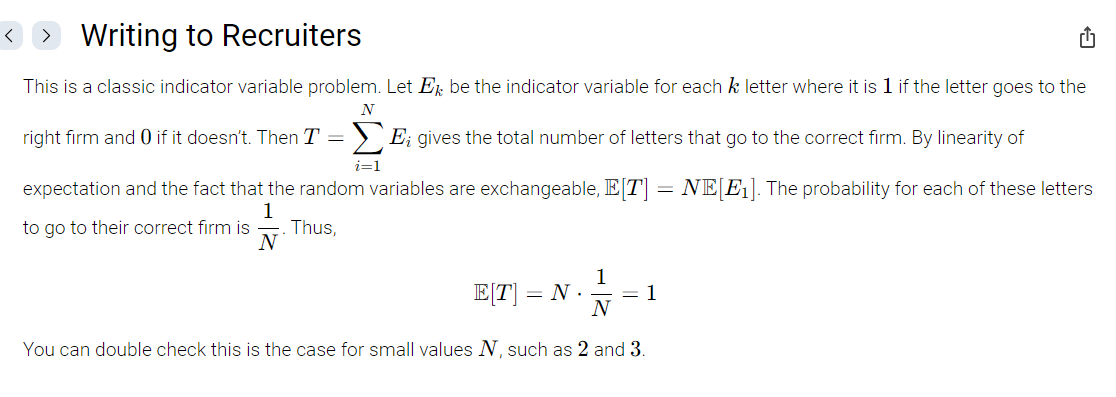 < > Writing to Recruiters
This is a classic indicator variable problem. Let E_k be the indicator variable for each k letter where it is 1 if the letter goes to the
right firm and 0 if it doesn't. Then T = \sum_{i=1}^{N} E_i gives the total number of letters that go to the correct firm. By linearity of
expectation and the fact that the random variables are exchangeable, 𝔼[T] = N𝔼[E_1]. The probability for each of these letters
to go to their correct firm is \frac{1}{N}. Thus,
𝔼[T] = N · \frac{1}{N} = 1
You can double check this is the case for small values N, such as 2 and 3.